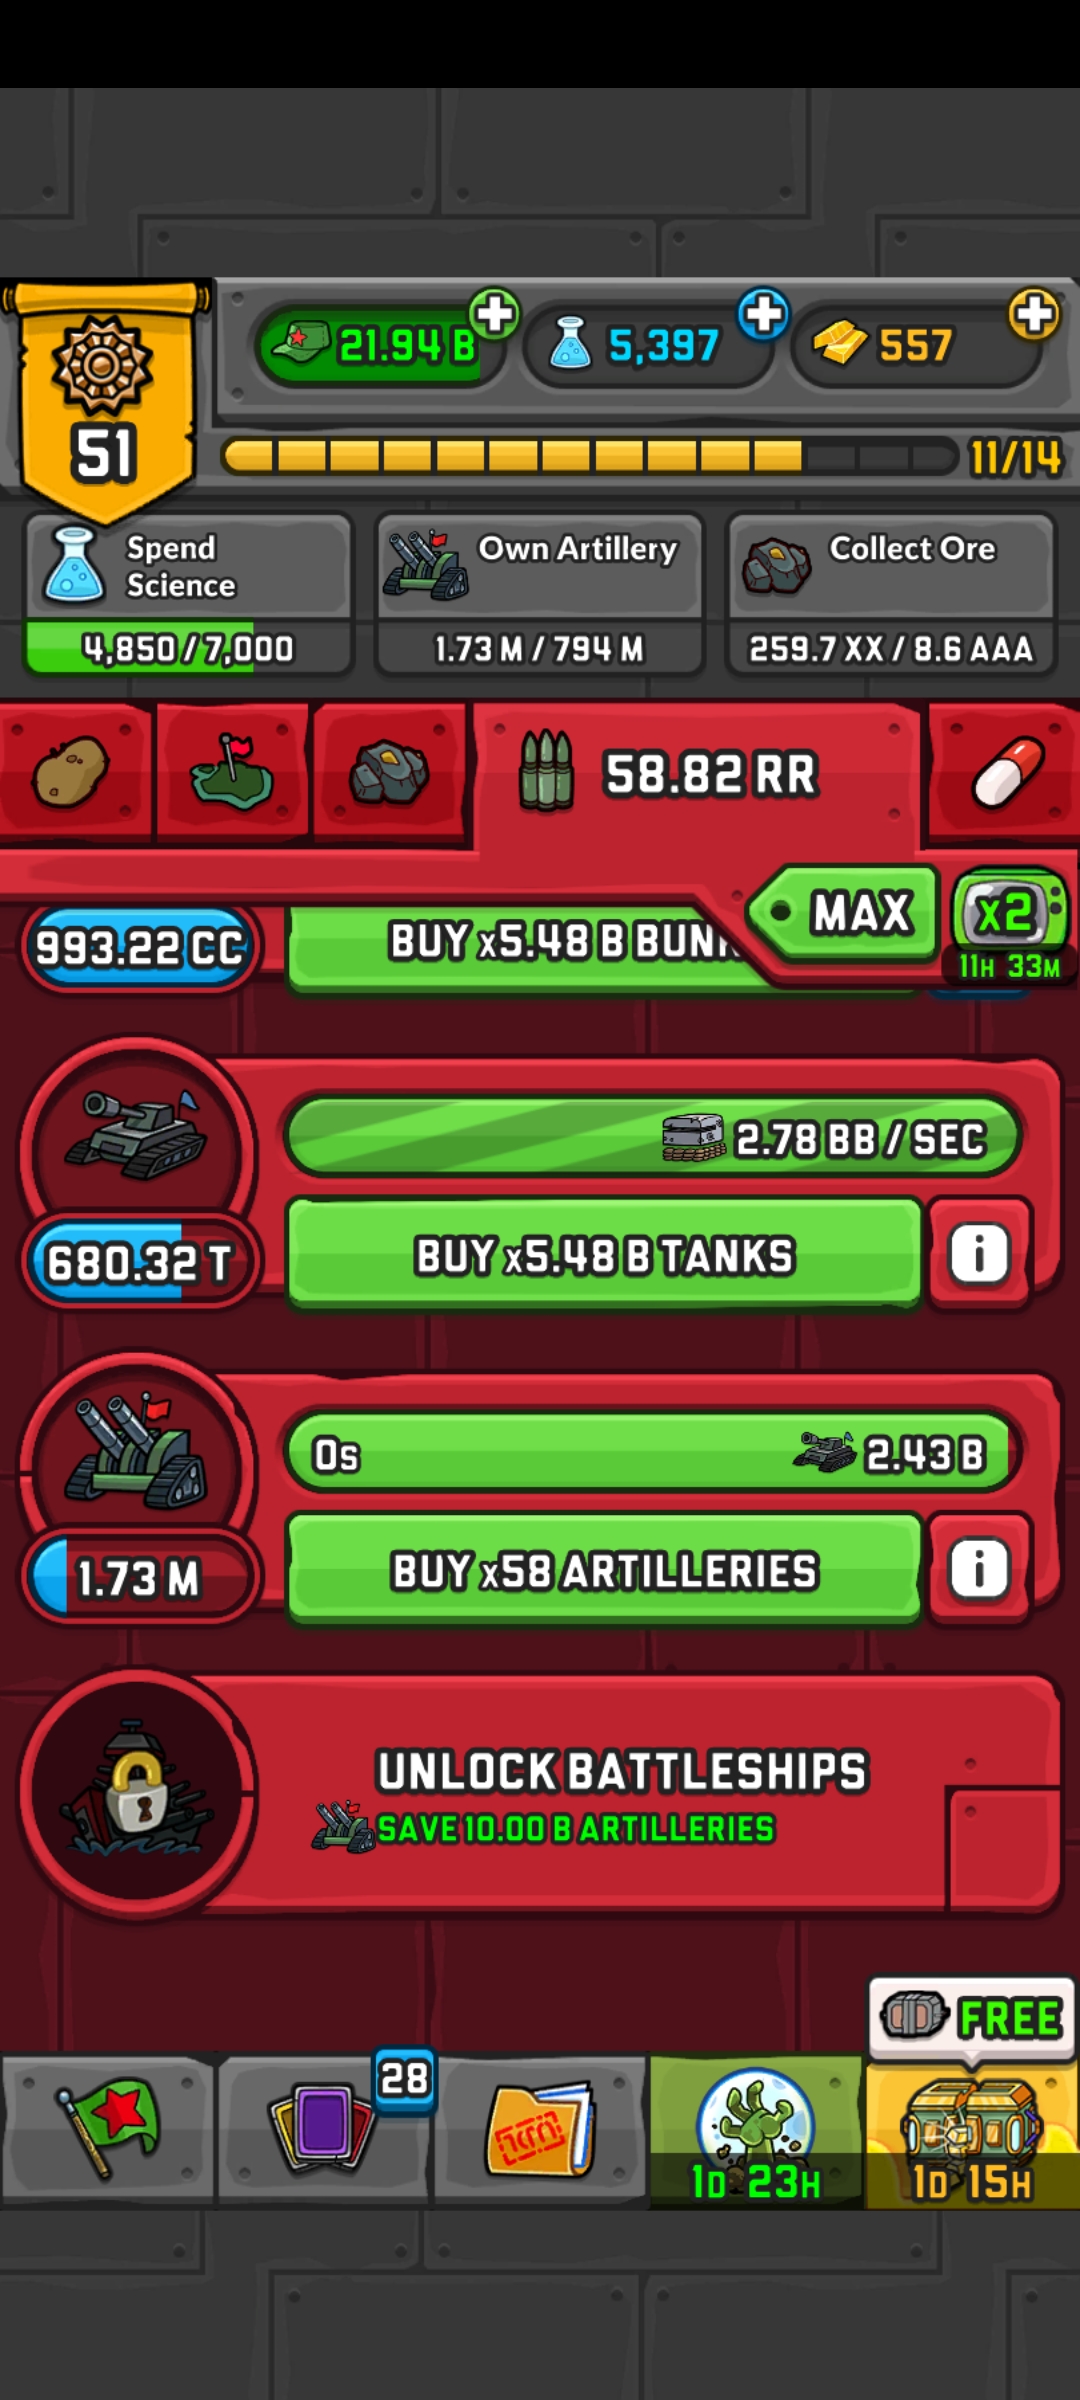 21.94 B
5,397
557
51
11/14
Spend
Science
4,850/7,000
Own Artillery
1.73 M / 794 M
Collect Ore
259.7 XX / 8.6 AAA
58.82 RR
MAX
x2
11H 33M
993.22 CC
BUY x5.48 B
2.78 BB / SEC
680.32 T
BUY x5.48 B TANKS
i
0s
2.43 B
1.73 M
BUY x58 ARTILLERIES
i
UNLOCK BATTLESHIPS
SAVE 10.00 B ARTILLERIES
FREE
28
1D 23H
1D 15H